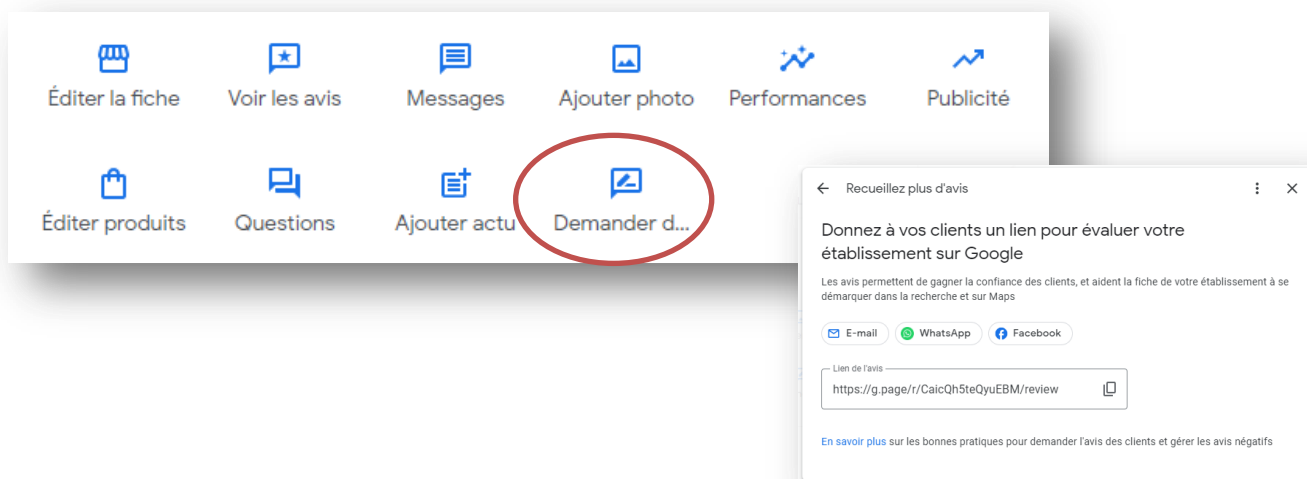 Éditer la fiche
Voir les avis
Messages
Ajouter photo
Performances
Publicité
Éditer produits
Questions
Ajouter actu
Demander d...
Recueillez plus d'avis
Donnez à vos clients un lien pour évaluer votre
établissement sur Google
Les avis permettent de gagner la confiance des clients, et aident la fiche de votre établissement à se
démarquer dans la recherche et sur Maps
E-mail
WhatsApp
Facebook
Lien de l'avis
https://g.page/r/CaicQh5teQyuEBM/review
En savoir plus sur les bonnes pratiques pour demander l'avis des clients et gérer les avis négatifs